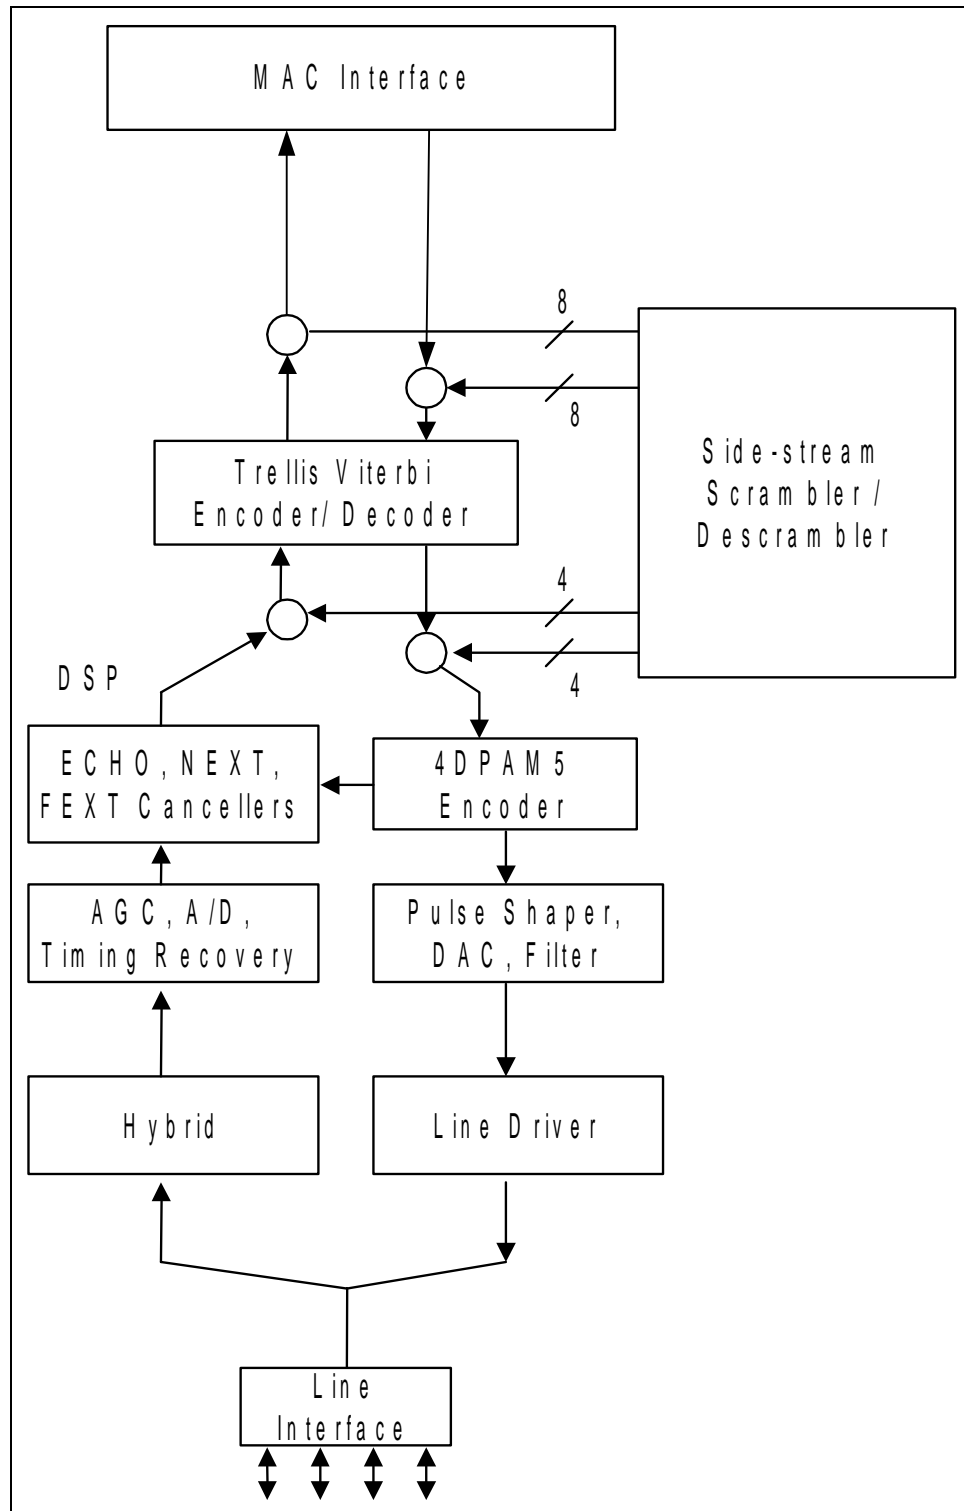 MAC Interface
8
8
Side-stream
Scrambler/
Descrambler
Trellis Viterbi
Encoder/ Decoder
4
4
DSP
ECHO, NEXT,
FEXT Cancellers
4DPAM5
Encoder
AGC, A/D,
Timing Recovery
Pulse Shaper,
DAC, Filter
Hybrid
Line Driver
Line
Interface